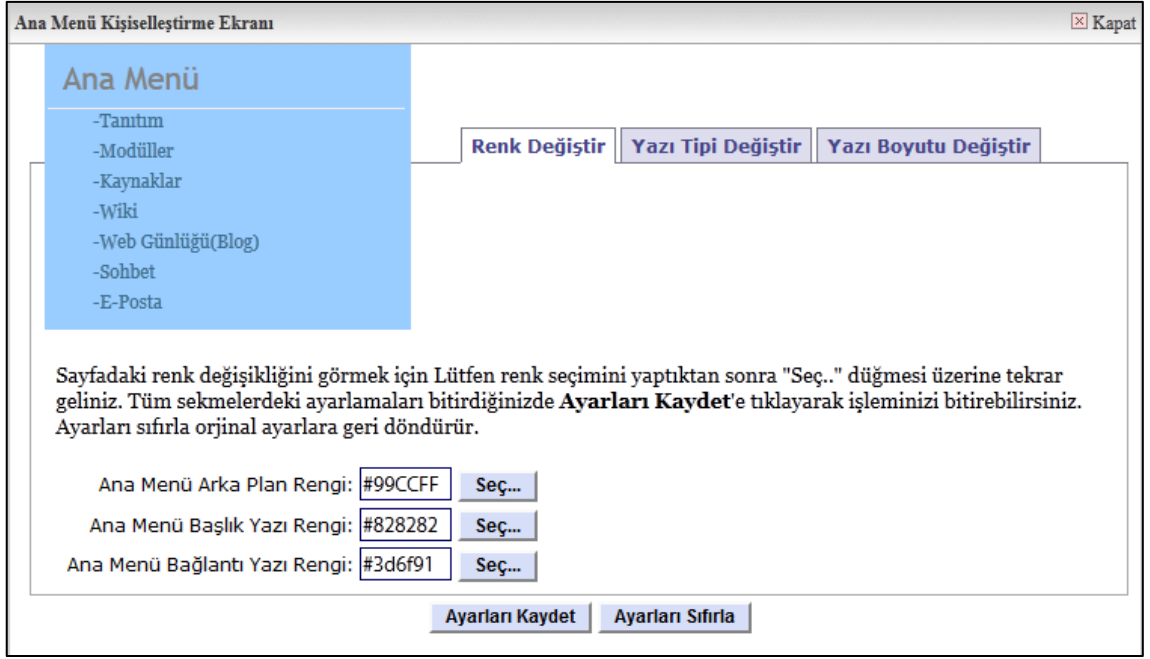 Ana Menü Kişiselleştirme Ekranı
Kapat
Ana Menü
-Tanıtım
-Modüller
-Kaynaklar
-Wiki
-Web Günlüğü(Blog)
-Sohbet
-E-Posta
Renk Değiştir
Yazı Tipi Değiştir
Yazı Boyutu Değiştir
Sayfadaki renk değişikliğini görmek için Lütfen renk seçimini yaptıktan sonra "Seç.." düğmesi üzerine tekrar
geliniz. Tüm sekmelerdeki ayarlamaları bitirdiğinizde Ayarları Kaydet'e tıklayarak işleminizi bitirebilirsiniz.
Ayarları sıfırla orjinal ayarlara geri döndürür.
Ana Menü Arka Plan Rengi: #99CCFF Seç...
Ana Menü Başlık Yazı Rengi: #828282 Seç...
Ana Menü Bağlantı Yazı Rengi: #3d6f91 Seç...
Ayarları Kaydet
Ayarları Sıfırla